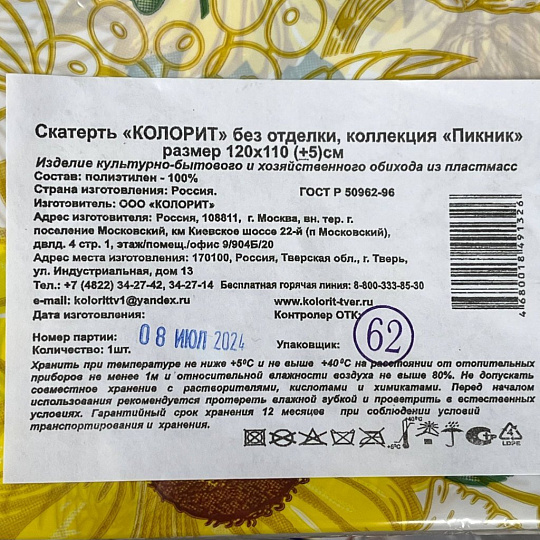 Скатерть «КОЛОРИТ» без отделки, коллекция «Пикник»
размер 120х110 (±5)см
Изделие культурно-бытового и хозяйственного обихода из пластмасс
Состав: полиэтилен - 100%
Страна изготовления: Россия. ГОСТ Р 50962-96
Изготовитель: ООО «КОЛОРИТ»
Адрес изготовителя: Россия, 108811, г. Москва, вн. тер. г.
поселение Московский, км Киевское шоссе 22-й (п Московский),
двлд. 4 стр. 1, этаж/помещ./офис 9/904Б/20
Адрес места изготовления: 170100, Россия, Тверская обл., г. Тверь,
ул. Индустриальная, дом 13
Тел.: +7 (4822) 34-27-42, 34-27-14 Бесплатная горячая линия: 8-800-333-85-30
e-mail: kolorittv1@yandex.ru www.kolorit-tver.ru
Дата изготовления: Контролер ОТК:
Номер партии: 08 ИЮЛ 2024 Упаковщик: 62
Количество: 1шт.
Хранить при температуре не ниже +5⁰С и не выше +40⁰С на расстоянии от отопительных
приборов не менее 1м и относительной влажности воздуха не выше 80%. Не допускать
совместное хранение с растворителями, кислотами и химикатами. Перед началом
использования рекомендуется протереть влажной губкой и проветрить в естественных
условиях. Гарантийный срок хранения 12 месяцев при соблюдении условий
транспортирования и хранения.
+40⁰С
+5⁰С
LDPE
4680018491326